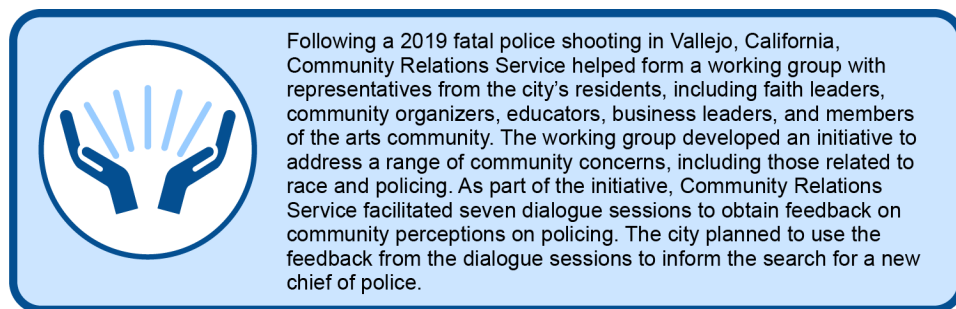 Following a 2019 fatal police shooting in Vallejo, California,
Community Relations Service helped form a working group with
representatives from the city’s residents, including faith leaders,
community organizers, educators, business leaders, and members
of the arts community. The working group developed an initiative to
address a range of community concerns, including those related to
race and policing. As part of the initiative, Community Relations
Service facilitated seven dialogue sessions to obtain feedback on
community perceptions on policing. The city planned to use the
feedback from the dialogue sessions to inform the search for a new
chief of police.